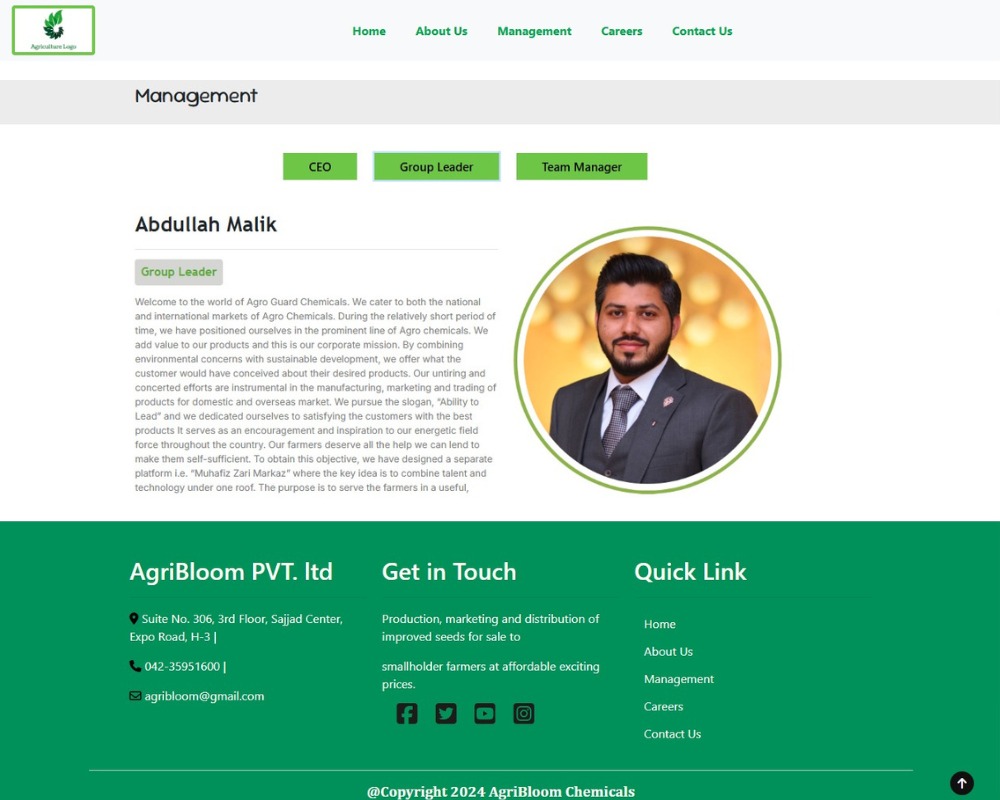 Agriculture Logo
Home About Us Management Careers Contact Us
Management
CEO Group Leader Team Manager
Abdullah Malik
Group Leader
Welcome to the world of Agro Guard Chemicals. We cater to both the national
and international markets of Agro Chemicals. During the relatively short period of
time, we have positioned ourselves in the prominent line of Agro chemicals. We
add value to our products and this is our corporate mission. By combining
environmental concerns with sustainable development, we offer what the
customer would have conceived about their desired products. Our untiring and
concerted efforts are instrumental in the manufacturing, marketing and trading of
products for domestic and overseas market. We pursue the slogan, “Ability to
Lead” and we dedicated ourselves to satisfying the customers with the best
products It serves as an encouragement and inspiration to our energetic field
force throughout the country. Our farmers deserve all the help we can lend to
make them self-sufficient. To obtain this objective, we have designed a separate
platform i.e. “Muhafiz Zari Markaz” where the key idea is to combine talent and
technology under one roof. The purpose is to serve the farmers in a useful,
AgriBloom PVT. ltd
Suite No. 306, 3rd Floor, Sajjad Center,
Expo Road, H-3 |
042-35951600 |
agribloom@gmail.com
Get in Touch
Production, marketing and distribution of
improved seeds for sale to
smallholder farmers at affordable exciting
prices.
Quick Link
Home
About Us
Management
Careers
Contact Us
@Copyright 2024 AgriBloom Chemicals